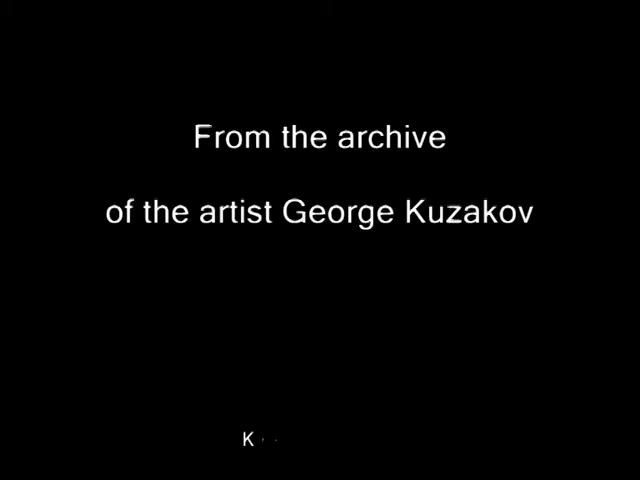 From the archive
of the artist George Kuzakov
K